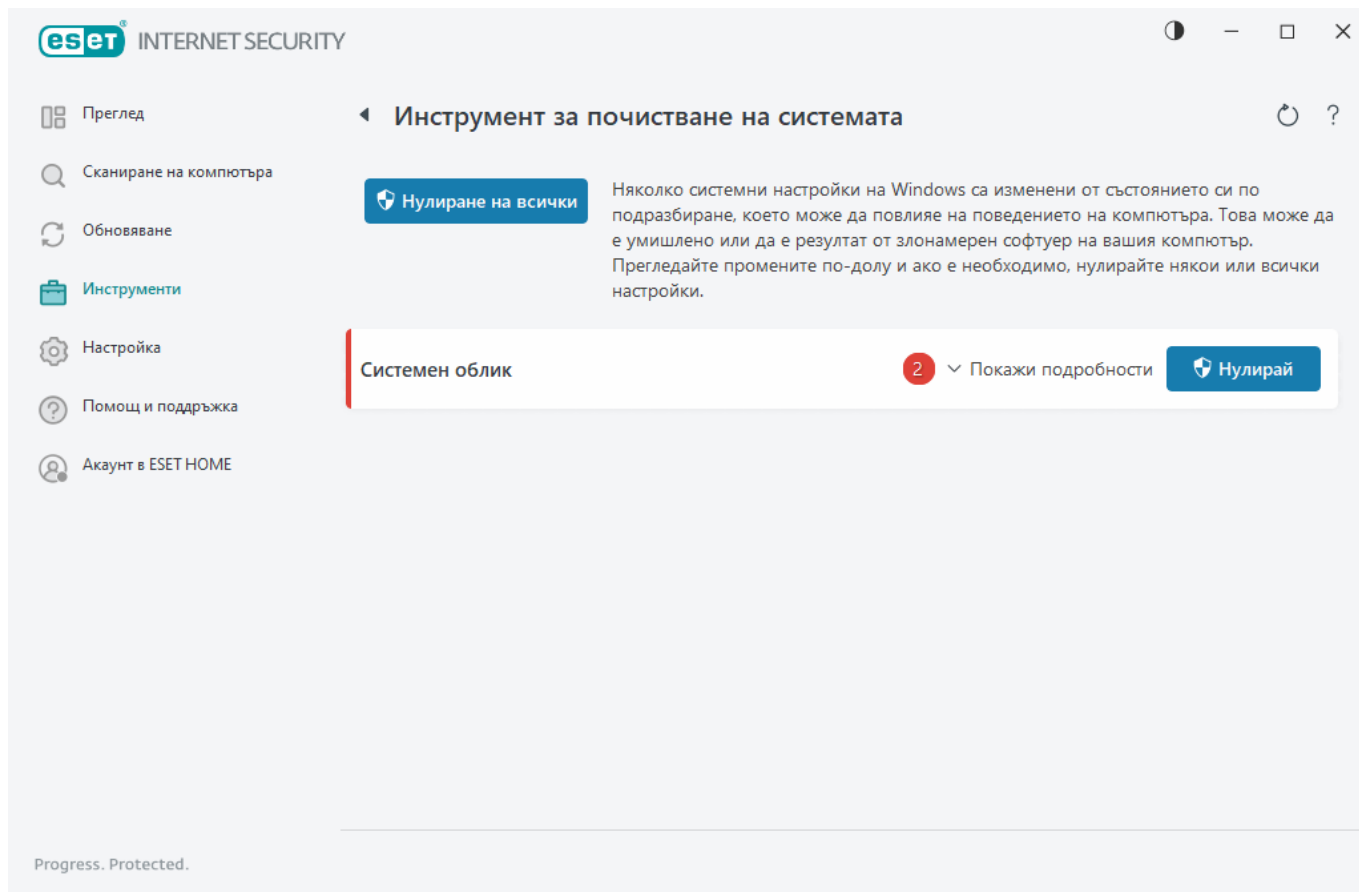 eset® INTERNET SECURITY
Преглед
Сканиране на компютъра
Обновяване
Инструменти
Настройка
Помощ и поддръжка
Акаунт в ESET HOME
Инструмент за почистване на системата
?
Нулиране на всички
Няколко системни настройки на Windows са изменени от състоянието си по
подразбиране, което може да повлияе на поведението на компютъра. Това може да
е умишлено или да е резултат от злонамерен софтуер на вашия компютър.
Прегледайте промените по-долу и ако е необходимо, нулирайте някои или всички
настройки.
Системен облик 2 Покажи подробности Нулирай
Progress. Protected.